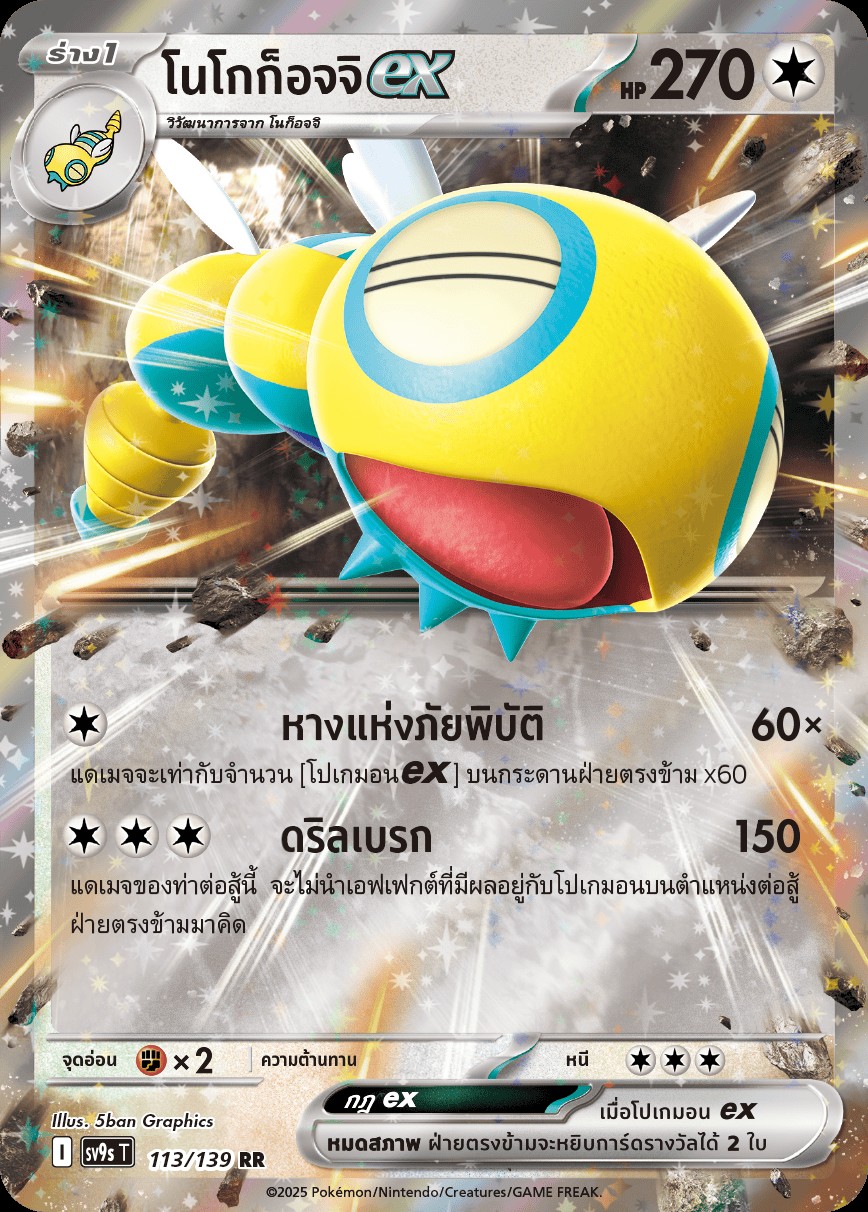 ร่าง1
โนโกก็อจจิex HP270
วิวัฒนาการจาก โนก็อจจิ
หางแห่งภัยพิบัติ 60×
แดเมจจะเท่ากับจำนวน [โปเกมอนex] บนกระดานฝ่ายตรงข้าม x60
ดริลเบรก 150
แดเมจของท่าต่อสู้นี้ จะไม่นำเอฟเฟกต์ที่มีผลอยู่กับโปเกมอนบนตำแหน่งต่อสู้
ฝ่ายตรงข้ามมาคิด
จุดอ่อน ×2 ความต้านทาน หนี
กฎ ex เมื่อโปเกมอน ex
หมดสภาพ ฝ่ายตรงข้ามจะหยิบการ์ดรางวัลได้ 2 ใบ
Illus. 5ban Graphics
I sv9s T 113/139 RR
©2025 Pokémon/Nintendo/Creatures/GAME FREAK.